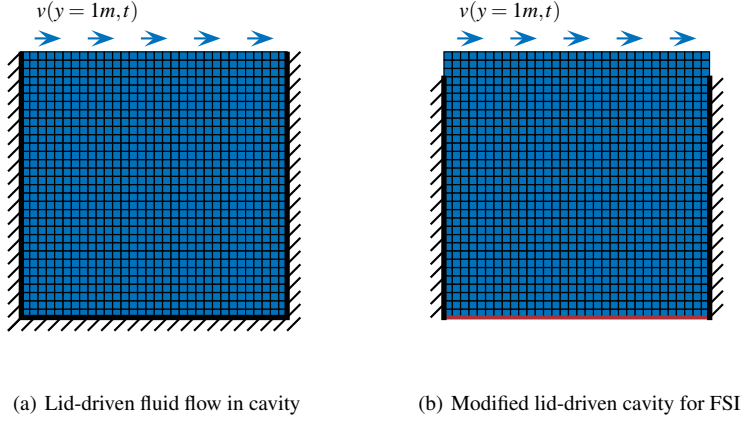 v(y = 1m, t)
v(y = 1m, t)
(a) Lid-driven fluid flow in cavity
(b) Modified lid-driven cavity for FSI